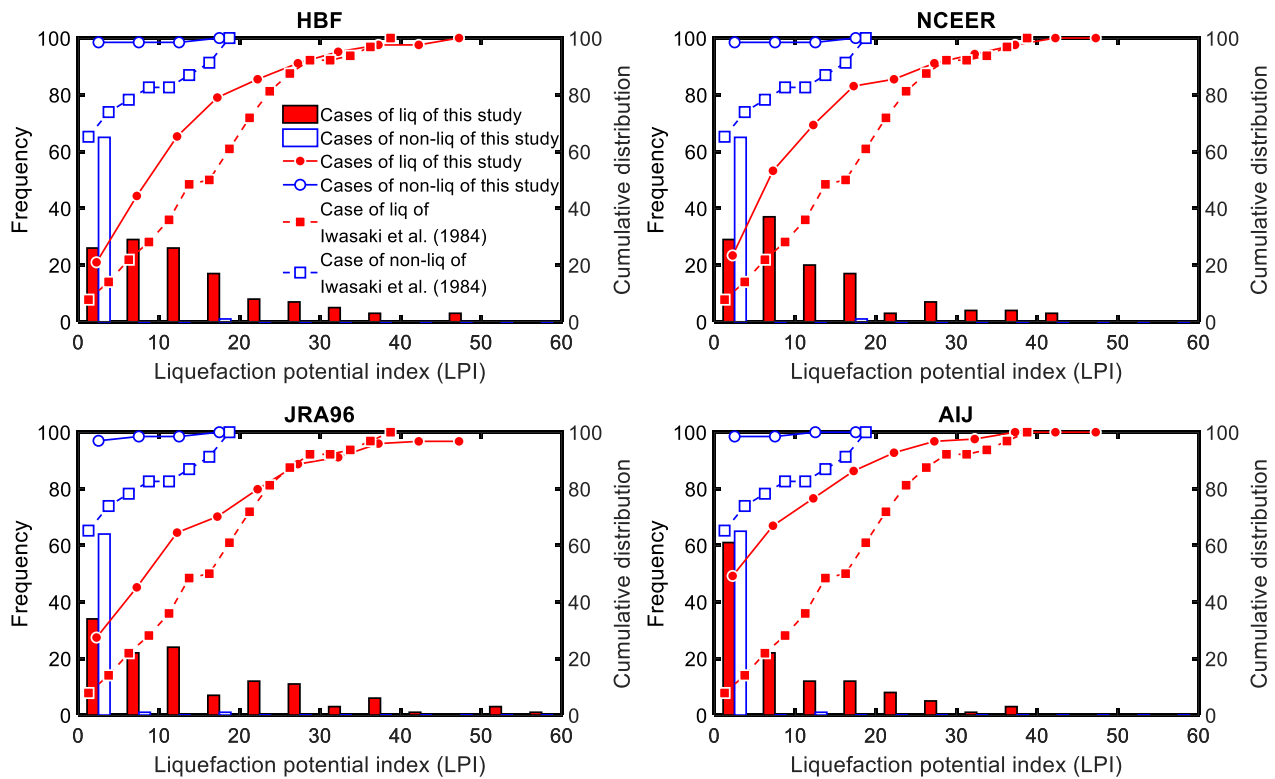 HBF
100
80
60
40
20
0
Frequency
100
80
60
40
20
0
Cumulative distribution
Cases of liq of this study
Cases of non-liq of this study
Cases of liq of this study
Cases of non-liq of this study
Case of liq of
Iwasaki et al. (1984)
Case of non-liq of
Iwasaki et al. (1984)
0 10 20 30 40 50 60
Liquefaction potential index (LPI)
NCEER
100
80
60
40
20
0
Frequency
100
80
60
40
20
0
Cumulative distribution
0 10 20 30 40 50 60
Liquefaction potential index (LPI)
JRA96
100
80
60
40
20
0
Frequency
100
80
60
40
20
0
Cumulative distribution
0 10 20 30 40 50 60
Liquefaction potential index (LPI)
AIJ
100
80
60
40
20
0
Frequency
100
80
60
40
20
0
Cumulative distribution
0 10 20 30 40 50 60
Liquefaction potential index (LPI)